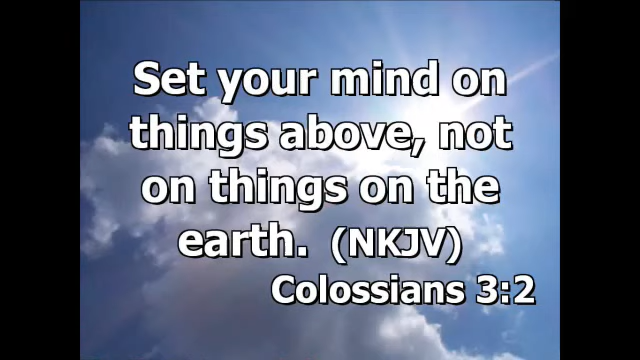 Set your mind on
things above, not
on things on the
earth. (NKJV)
Colossians 3:2